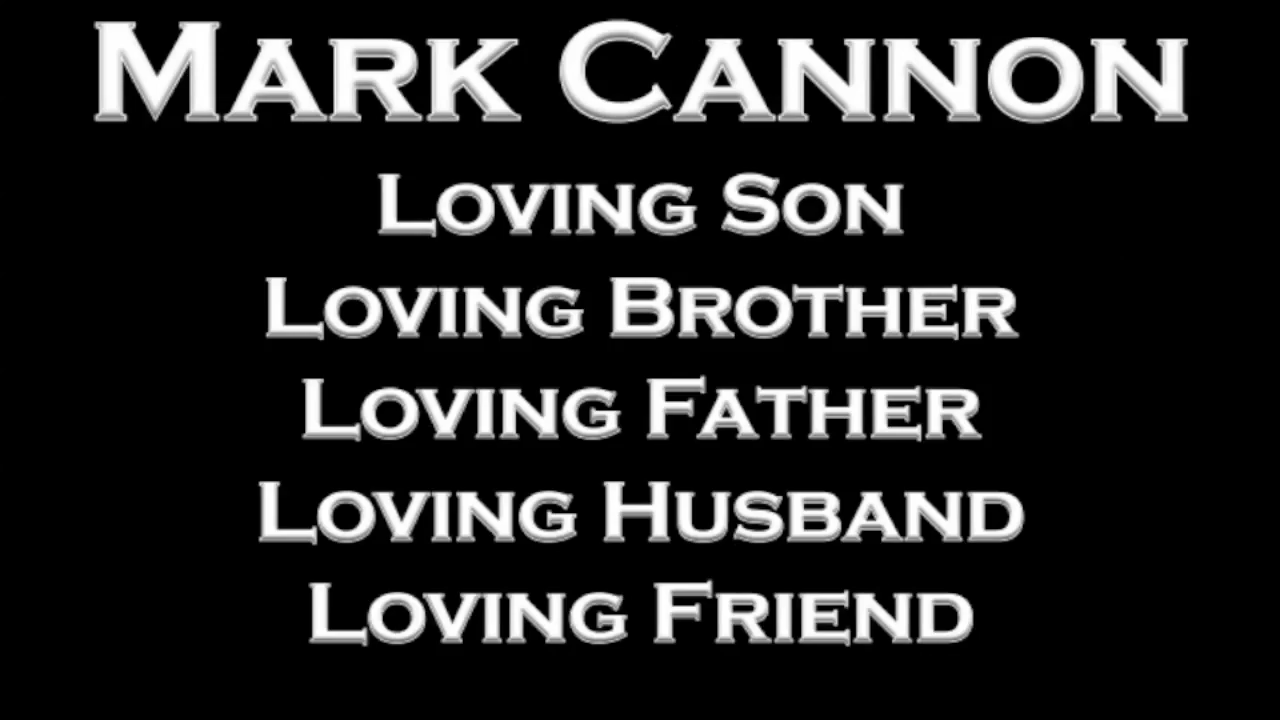 Mark Cannon
Loving Son
Loving Brother
Loving Father
Loving Husband
Loving Friend